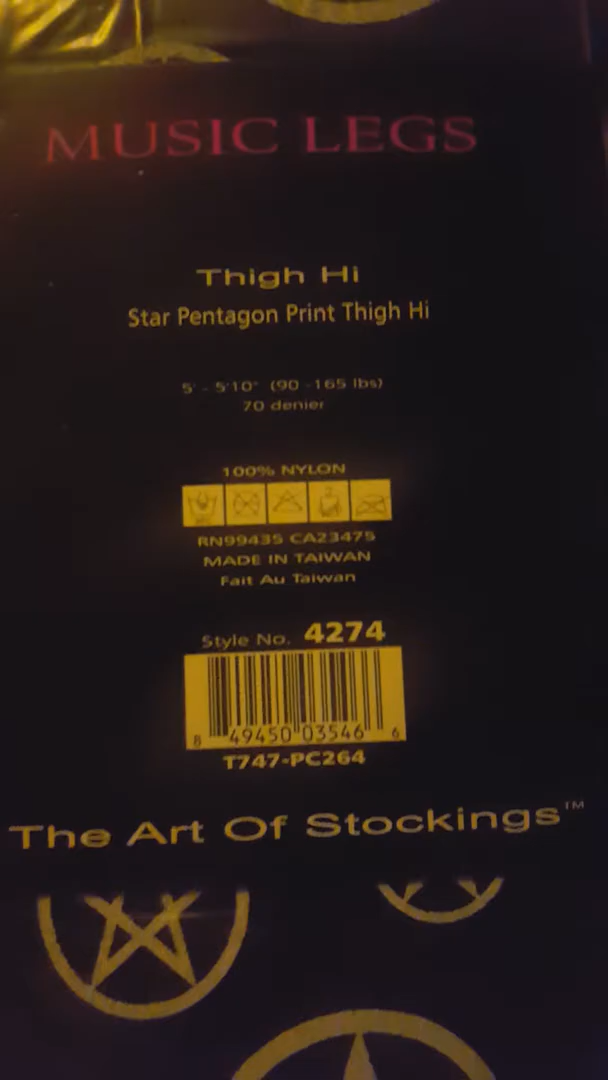 MUSIC LEGS
Thigh Hi
Star Pentagon Print Thigh Hi
5' - 5'10" (90 -165 lbs)
70 denier
100% NYLON
RN99435 CA23475
MADE IN TAIWAN
Fait Au Taiwan
Style No. 4274
8 49450 03546 6
T747-PC264
The Art Of Stockings™